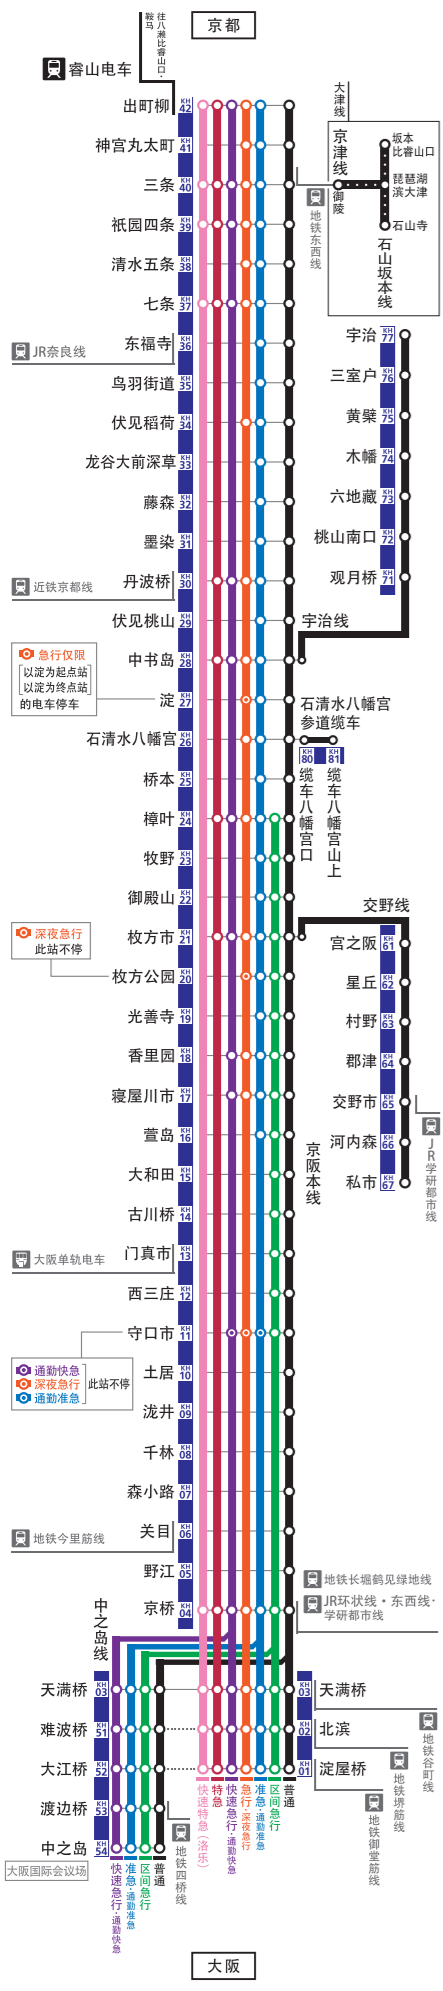 京都
往八濑比睿山口·
鞍马
睿山电车
出町柳 KH 42
神宫丸太町 KH 41
三条 KH 40
祇园四条 KH 39
清水五条 KH 38
七条 KH 37
东福寺 KH 36
JR奈良线
鸟羽街道 KH 35
伏见稻荷 KH 34
龙谷大前深草 KH 33
藤森 KH 32
墨染 KH 31
丹波桥 KH 30
近铁京都线
伏见桃山 KH 29
中书岛 KH 28
急行仅限
以淀为起点站
以淀为终点站
的电车停车
淀 KH 27
石清水八幡宫 KH 26
桥本 KH 25
樟叶 KH 24
牧野 KH 23
御殿山 KH 22
枚方市 KH 21
深夜急行
此站不停
枚方公园 KH 20
光善寺 KH 19
香里园 KH 18
寝屋川市 KH 17
萱岛 KH 16
大和田 KH 15
古川桥 KH 14
门真市 KH 13
大阪单轨电车
西三庄 KH 12
守口市 KH 11
通勤快急
深夜急行
通勤准急
此站不停
土居 KH 10
泷井 KH 09
千林 KH 08
森小路 KH 07
关目 KH 06
地铁今里筋线
野江 KH 05
京桥 KH 04
大津线
京津线
坂本
比睿山口
琵琶湖
滨大津
御陵
石山寺
石山坂本线
地铁东西线
宇治 KH 77
三室户 KH 76
黄檗 KH 75
木幡 KH 74
六地藏 KH 73
桃山南口 KH 72
观月桥 KH 71
宇治线
石清水八幡宫
参道缆车
KH 80 KH 81
缆车八幡宫口
缆车八幡宫山上
交野线
宫之阪 KH 61
星丘 KH 62
村野 KH 63
郡津 KH 64
交野市 KH 65
河内森 KH 66
私市 KH 67
JR学研都市线
京阪本线
地铁长堀鹤见绿地线
JR环状线·东西线·
学研都市线
中之岛线
天满桥 KH 03
难波桥 KH 51
大江桥 KH 52
渡边桥 KH 53
中之岛 KH 54
大阪国际会议场
KH 03 天满桥
KH 02 北滨
KH 01 淀屋桥
地铁谷町线
地铁堺筋线
地铁御堂筋线
地铁四桥线
快速特急(洛乐)
特急
快速急行·通勤快急
急行·深夜急行
准急·通勤准急
区间急行
普通
快速急行·通勤快急
准急·通勤准急
区间急行
普通
大阪